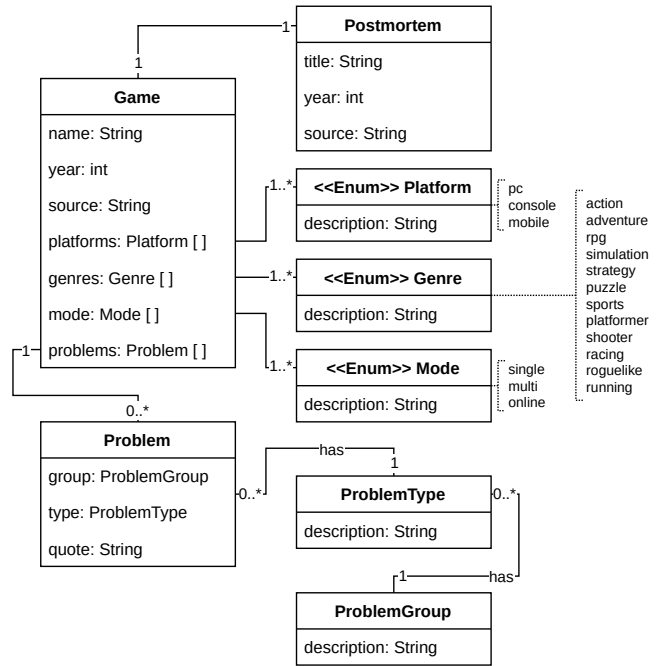 1
Postmortem
title: String
year: int
source: String
1
Game
name: String
year: int
source: String
platforms: Platform [ ]
genres: Genre [ ]
mode: Mode [ ]
problems: Problem [ ]
1..*
<<Enum>> Platform
description: String
pc
console
mobile
1..*
<<Enum>> Genre
description: String
action
adventure
rpg
simulation
strategy
puzzle
sports
platformer
shooter
racing
roguelike
running
1..*
<<Enum>> Mode
description: String
single
multi
online
1
0..*
Problem
group: ProblemGroup
type: ProblemType
quote: String
0..*
has
1
ProblemType
description: String
0..*
has
1
ProblemGroup
description: String